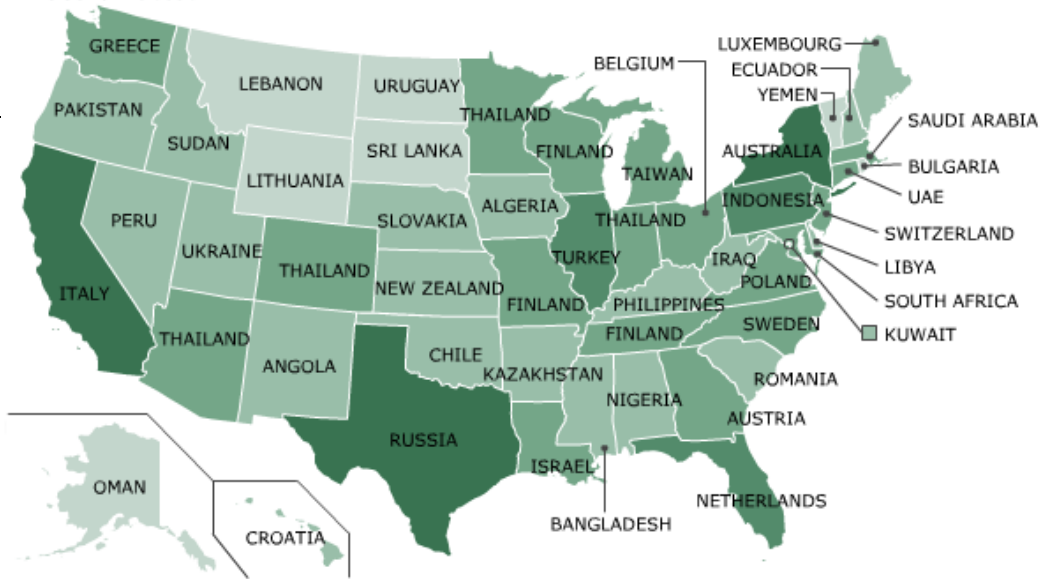 LUXEMBOURG
GREECE
BELGIUM
ECUADOR
LEBANON
URUGUAY
YEMEN
PAKISTAN
THAILAND
SAUDI ARABIA
SUDAN
SRI LANKA
FINLAND
AUSTRALIA
BULGARIA
LITHUANIA
TAIWAN
UAE
PERU
SLOVAKIA
ALGERIA
THAILAND
INDONESIA
SWITZERLAND
UKRAINE
THAILAND
TURKEY
IRAQ
LIBYA
ITALY
NEW ZEALAND
FINLAND
PHILIPPINES
POLAND
SOUTH AFRICA
THAILAND
ANGOLA
CHILE
FINLAND
SWEDEN
KUWAIT
KAZAKHSTAN
ROMANIA
NIGERIA
AUSTRIA
RUSSIA
ISRAEL
OMAN
NETHERLANDS
CROATIA
BANGLADESH